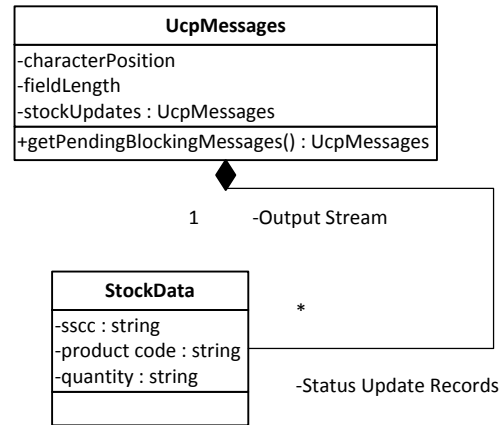 UcpMessages
-characterPosition
-fieldLength
-stockUpdates : UcpMessages
+getPendingBlockingMessages() : UcpMessages
1
-Output Stream
StockData
-sscc : string
-product code : string
-quantity : string
*
-Status Update Records